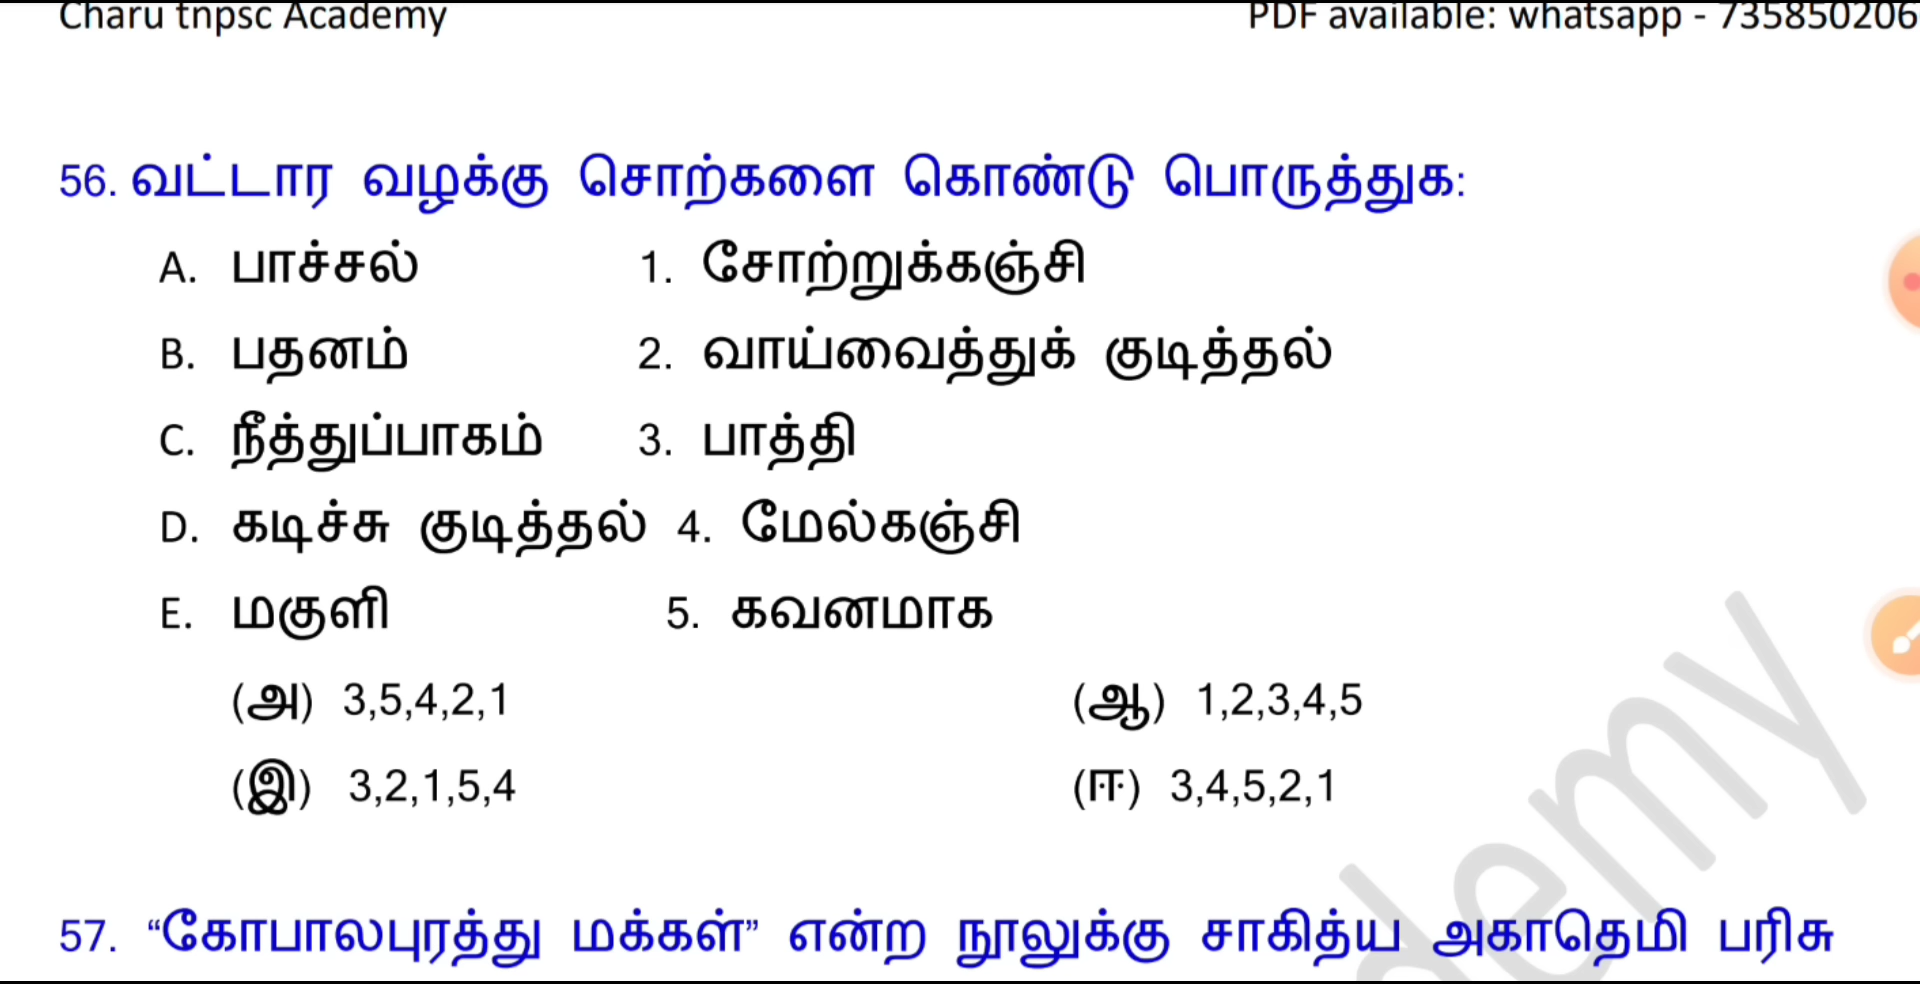 Charu tnpsc Academy PDF available: whatsapp - 735850206
56. வட்டார வழக்கு சொற்களை கொண்டு பொருத்துக:
A. பாச்சல் 1. சோற்றுக்கஞ்சி
B. பதனம் 2. வாய்வைத்துக் குடித்தல்
C. நீத்துப்பாகம் 3. பாத்தி
D. கடிச்சு குடித்தல் 4. மேல்கஞ்சி
E. மகுளி 5. கவனமாக
(அ) 3,5,4,2,1 (ஆ) 1,2,3,4,5
(இ) 3,2,1,5,4 (ஈ) 3,4,5,2,1
57. “கோபாலபுரத்து மக்கள்” என்ற நூலுக்கு சாகித்ய அகாதெமி பரிசு
demy